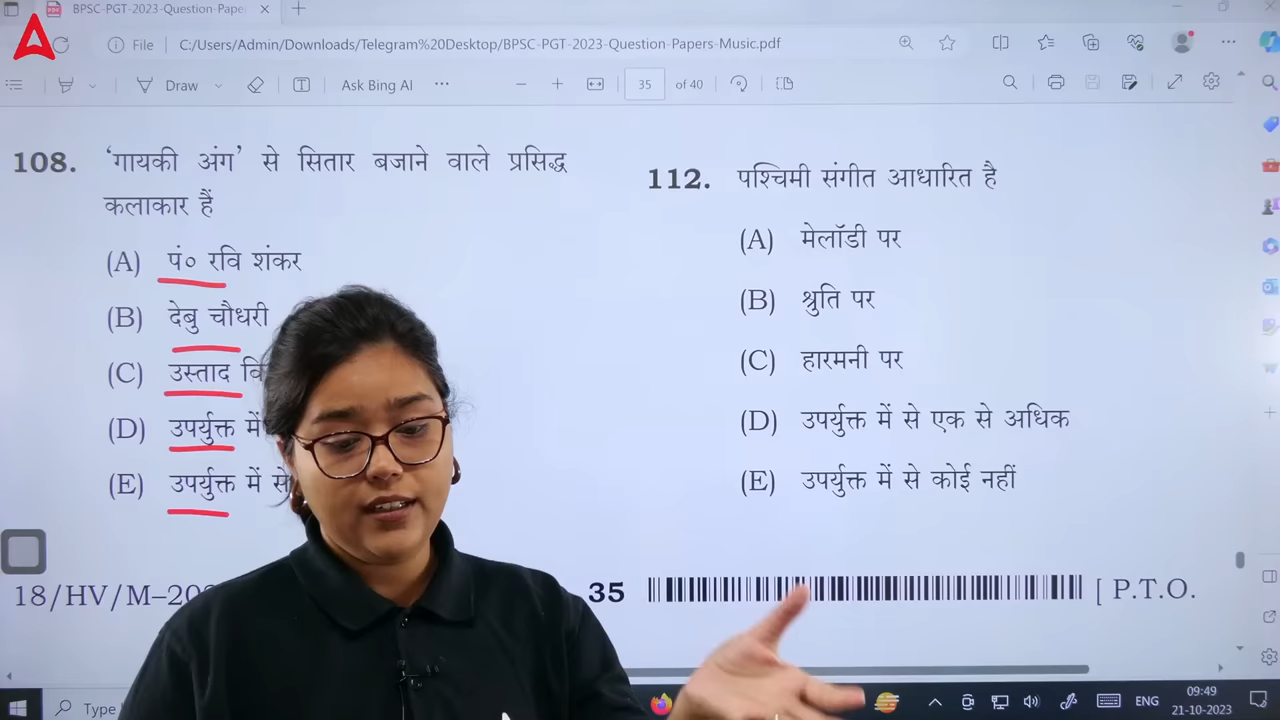 BPSC-PGT-2023-Question-Pape
File
C:/Users/Admin/Downloads/Telegram%20Desktop/BPSC-PGT-2023-Question-Papers-Music.pdf
Draw
Ask Bing AI
35 of 40
108. 'गायकी अंग' से सितार बजाने वाले प्रसिद्ध
कलाकार हैं
(A) पं० रवि शंकर
(B) देबु चौधरी
(C) उस्ताद
(D) उपर्युक्त में
(E) उपर्युक्त में से
18/HV/M–20
112. पश्चिमी संगीत आधारित है
(A) मेलॉडी पर
(B) श्रुति पर
(C) हारमनी पर
(D) उपर्युक्त में से एक से अधिक
(E) उपर्युक्त में से कोई नहीं
35
[ P.T.O.
Type
ENG
09:49
21-10-2023